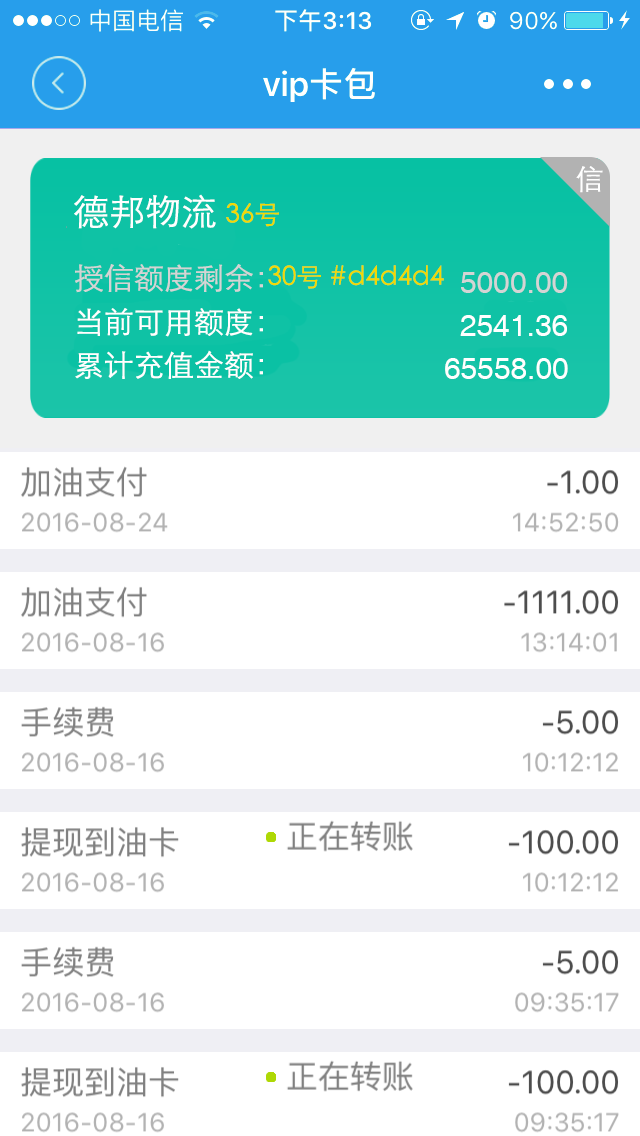 中国电信 下午3:13 90%
vip卡包
信
德邦物流 36号
授信额度剩余:30号 #d4d4d4 5000.00
当前可用额度: 2541.36
累计充值金额: 65558.00
加油支付 -1.00
2016-08-24 14:52:50
加油支付 -1111.00
2016-08-16 13:14:01
手续费 -5.00
2016-08-16 10:12:12
提现到油卡 正在转账 -100.00
2016-08-16 10:12:12
手续费 -5.00
2016-08-16 09:35:17
提现到油卡 正在转账 -100.00
2016-08-16 09:35:17